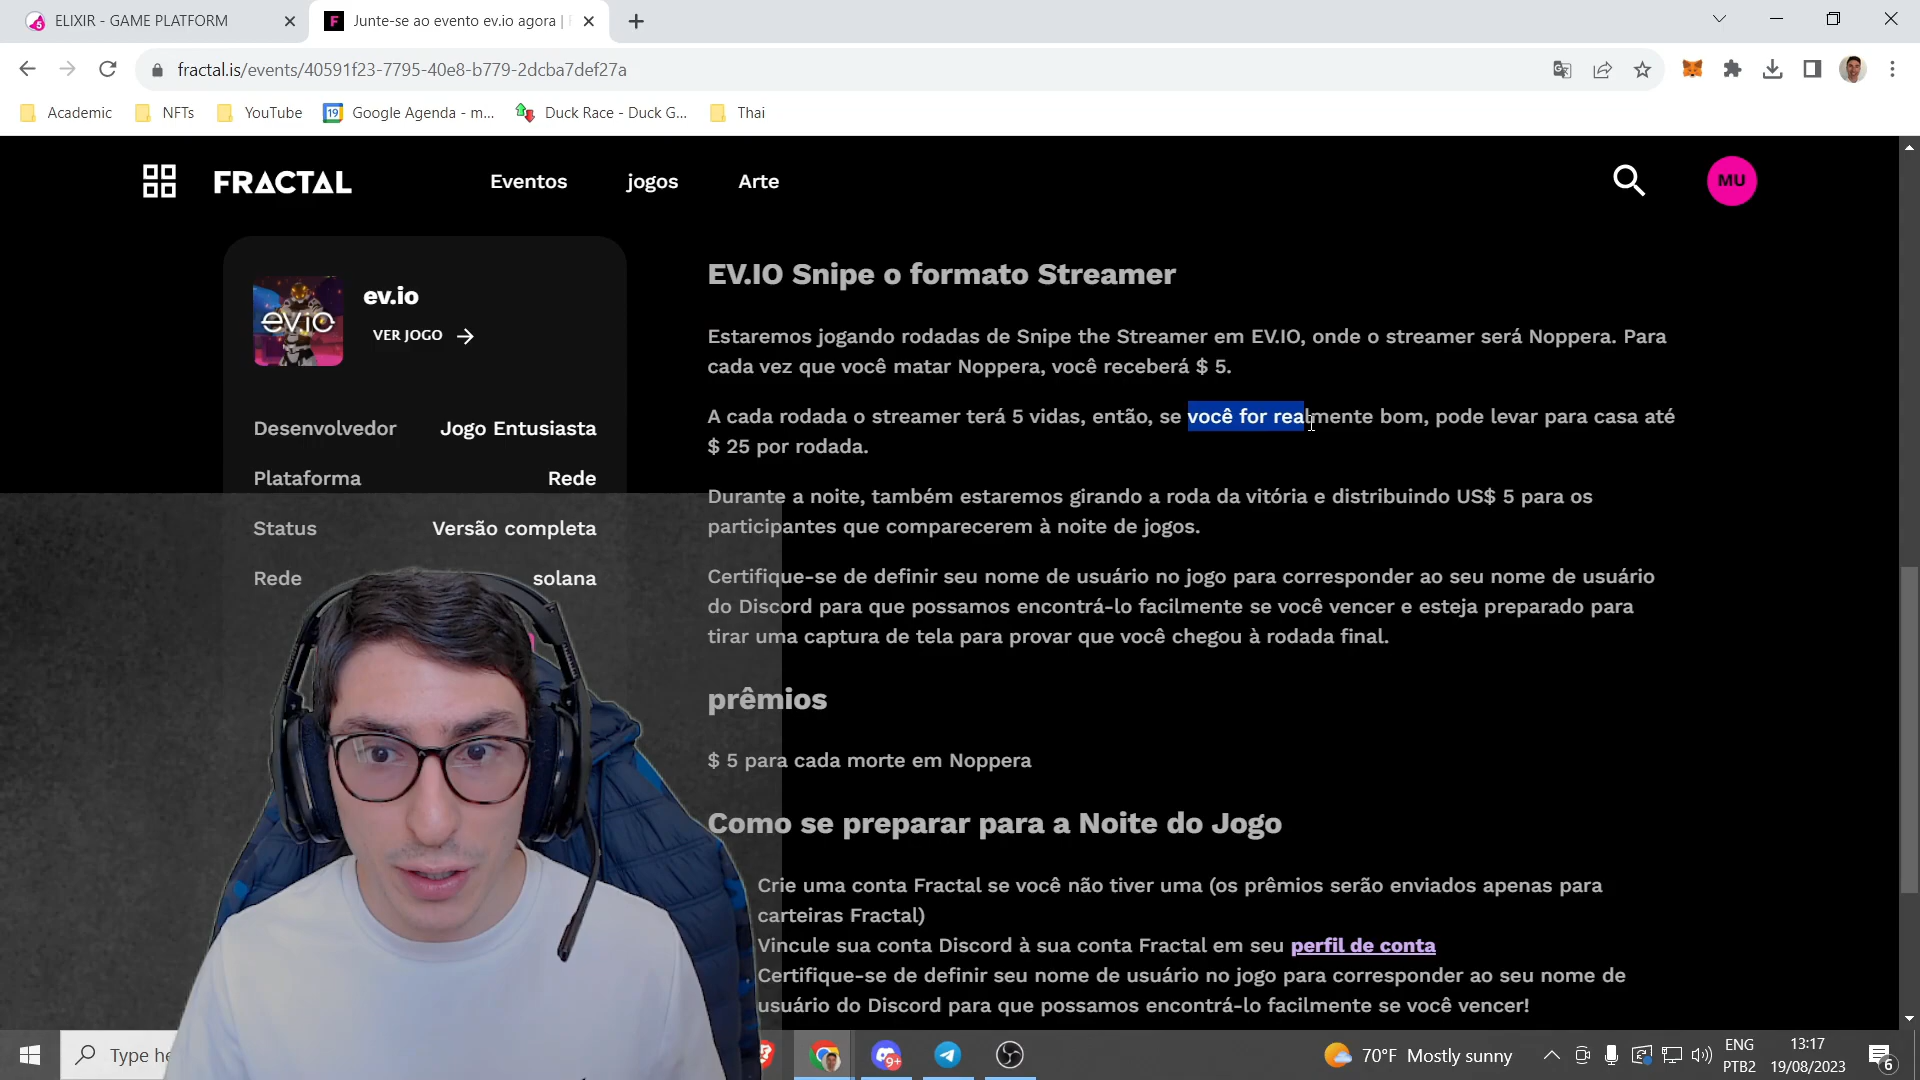 ELIXIR - GAME PLATFORM
Junte-se ao evento ev.io agora |
fractal.is/events/40591f23-7795-40e8-b779-2dcba7def27a
Academic
NFTs
YouTube
19
Google Agenda - m...
Duck Race - Duck G...
Thai
FRACTAL
Eventos
jogos
Arte
MU
ev.io
ev.io
VER JOGO
Desenvolvedor Jogo Entusiasta
Plataforma Rede
Status Versão completa
Rede solana
EV.IO Snipe o formato Streamer
Estaremos jogando rodadas de Snipe the Streamer em EV.IO, onde o streamer será Noppera. Para
cada vez que você matar Noppera, você receberá $ 5.
A cada rodada o streamer terá 5 vidas, então, se você for realmente bom, pode levar para casa até
$ 25 por rodada.
Durante a noite, também estaremos girando a roda da vitória e distribuindo US$ 5 para os
participantes que comparecerem à noite de jogos.
Certifique-se de definir seu nome de usuário no jogo para corresponder ao seu nome de usuário
do Discord para que possamos encontrá-lo facilmente se você vencer e esteja preparado para
tirar uma captura de tela para provar que você chegou à rodada final.
prêmios
$ 5 para cada morte em Noppera
Como se preparar para a Noite do Jogo
Crie uma conta Fractal se você não tiver uma (os prêmios serão enviados apenas para
carteiras Fractal)
Vincule sua conta Discord à sua conta Fractal em seu perfil de conta
Certifique-se de definir seu nome de usuário no jogo para corresponder ao seu nome de
usuário do Discord para que possamos encontrá-lo facilmente se você vencer!
Type he
9+
70°F Mostly sunny
ENG
PTB2
13:17
19/08/2023
6